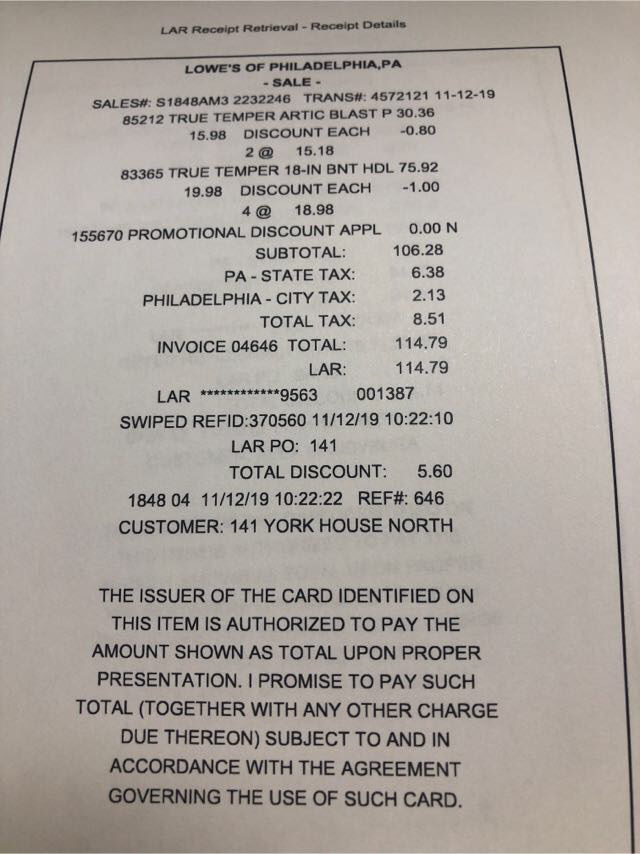 LAR Receipt Retrieval - Receipt Details
LOWE'S OF PHILADELPHIA,PA
- SALE -
SALES#: S1848AM3 2232246 TRANS#: 4572121 11-12-19
85212 TRUE TEMPER ARTIC BLAST P 30.36
15.98 DISCOUNT EACH -0.80
2 @ 15.18
83365 TRUE TEMPER 18-IN BNT HDL 75.92
19.98 DISCOUNT EACH -1.00
4 @ 18.98
155670 PROMOTIONAL DISCOUNT APPL 0.00 N
SUBTOTAL: 106.28
PA - STATE TAX: 6.38
PHILADELPHIA - CITY TAX: 2.13
TOTAL TAX: 8.51
INVOICE 04646 TOTAL: 114.79
LAR: 114.79
LAR ************9563 001387
SWIPED REFID:370560 11/12/19 10:22:10
LAR PO: 141
TOTAL DISCOUNT: 5.60
1848 04 11/12/19 10:22:22 REF#: 646
CUSTOMER: 141 YORK HOUSE NORTH
THE ISSUER OF THE CARD IDENTIFIED ON
THIS ITEM IS AUTHORIZED TO PAY THE
AMOUNT SHOWN AS TOTAL UPON PROPER
PRESENTATION. I PROMISE TO PAY SUCH
TOTAL (TOGETHER WITH ANY OTHER CHARGE
DUE THEREON) SUBJECT TO AND IN
ACCORDANCE WITH THE AGREEMENT
GOVERNING THE USE OF SUCH CARD.